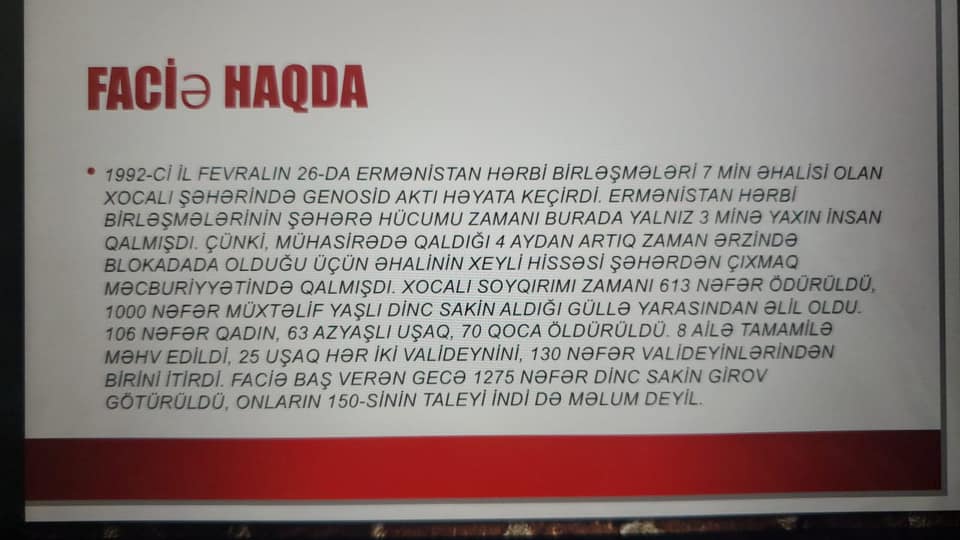 FACİƏ HAQDA
• 1992-Cİ İL FEVRALIN 26-DA ERMƏNİSTAN HƏRBİ BİRLƏŞMƏLƏRİ 7 MİN ƏHALİSİ OLAN
XOCALI ŞƏHƏRİNDƏ GENOSİD AKTI HƏYATA KEÇİRDİ. ERMƏNİSTAN HƏRBİ
BİRLƏŞMƏLƏRİNİN ŞƏHƏRƏ HÜCUMU ZAMANI BURADA YALNIZ 3 MİNƏ YAXIN İNSAN
QALMIŞDI. ÇÜNKİ, MÜHASİRƏDƏ QALDIĞI 4 AYDAN ARTIQ ZAMAN ƏRZİNDƏ
BLOKADADA OLDUĞU ÜÇÜN ƏHALİNİN XEYLİ HİSSƏSİ ŞƏHƏRDƏN ÇIXMAQ
MƏCBURİYYƏTİNDƏ QALMIŞDI. XOCALI SOYQIRIMI ZAMANI 613 NƏFƏR ÖDÜRÜLDÜ,
1000 NƏFƏR MÜXTƏLİF YAŞLI DİNC SAKİN ALDIĞI GÜLLƏ YARASINDAN ƏLİL OLDU.
106 NƏFƏR QADIN, 63 AZYAŞLI UŞAQ, 70 QOCA ÖLDÜRÜLDÜ. 8 AİLƏ TAMAMİLƏ
MƏHV EDİLDİ, 25 UŞAQ HƏR İKİ VALİDEYNİNİ, 130 NƏFƏR VALİDEYİNLƏRİNDƏN
BİRİNİ İTİRDİ. FACİƏ BAŞ VERƏN GECƏ 1275 NƏFƏR DİNC SAKİN GİROV
GÖTÜRÜLDÜ, ONLARIN 150-SİNİN TALEYİ İNDİ DƏ MƏLUM DEYİL.